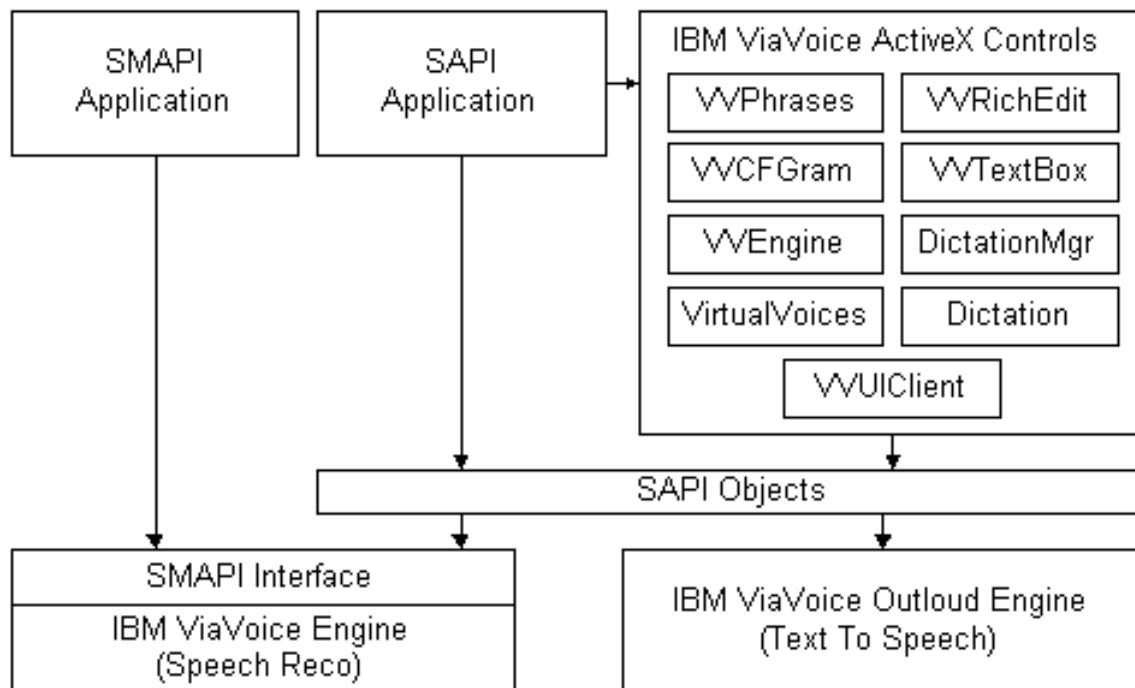 SMAPI
Application
SAPI
Application
IBM ViaVoice ActiveX Controls
VVPhrases
VVRichEdit
VVCFGram
VVTextBox
VVEngine
DictationMgr
VirtualVoices
Dictation
VVUIClient
SAPI Objects
SMAPI Interface
IBM ViaVoice Engine
(Speech Reco)
IBM ViaVoice Outloud Engine
(Text To Speech)